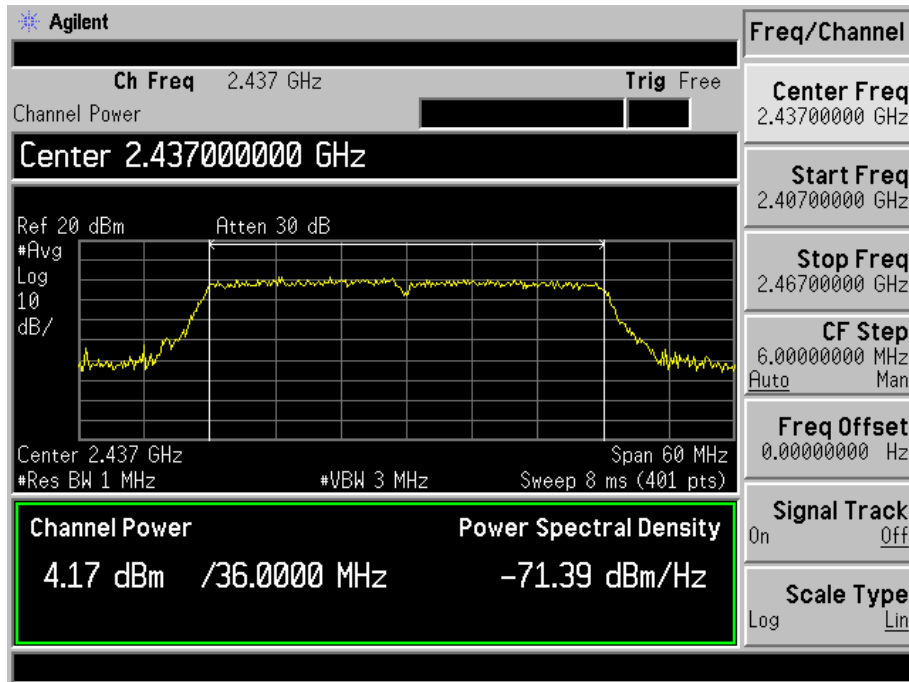 Agilent
Ch Freq 2.437 GHz Trig Free
Channel Power
Center 2.437000000 GHz
Ref 20 dBm Atten 30 dB
#Avg
Log
10
dB/
Center 2.437 GHz Span 60 MHz
#Res BW 1 MHz #VBW 3 MHz Sweep 8 ms (401 pts)
Channel Power Power Spectral Density
4.17 dBm /36.0000 MHz -71.39 dBm/Hz
Freq/Channel
Center Freq
2.43700000 GHz
Start Freq
2.40700000 GHz
Stop Freq
2.46700000 GHz
CF Step
6.00000000 MHz
Auto Man
Freq Offset
0.00000000 Hz
Signal Track
On Off
Scale Type
Log Lin